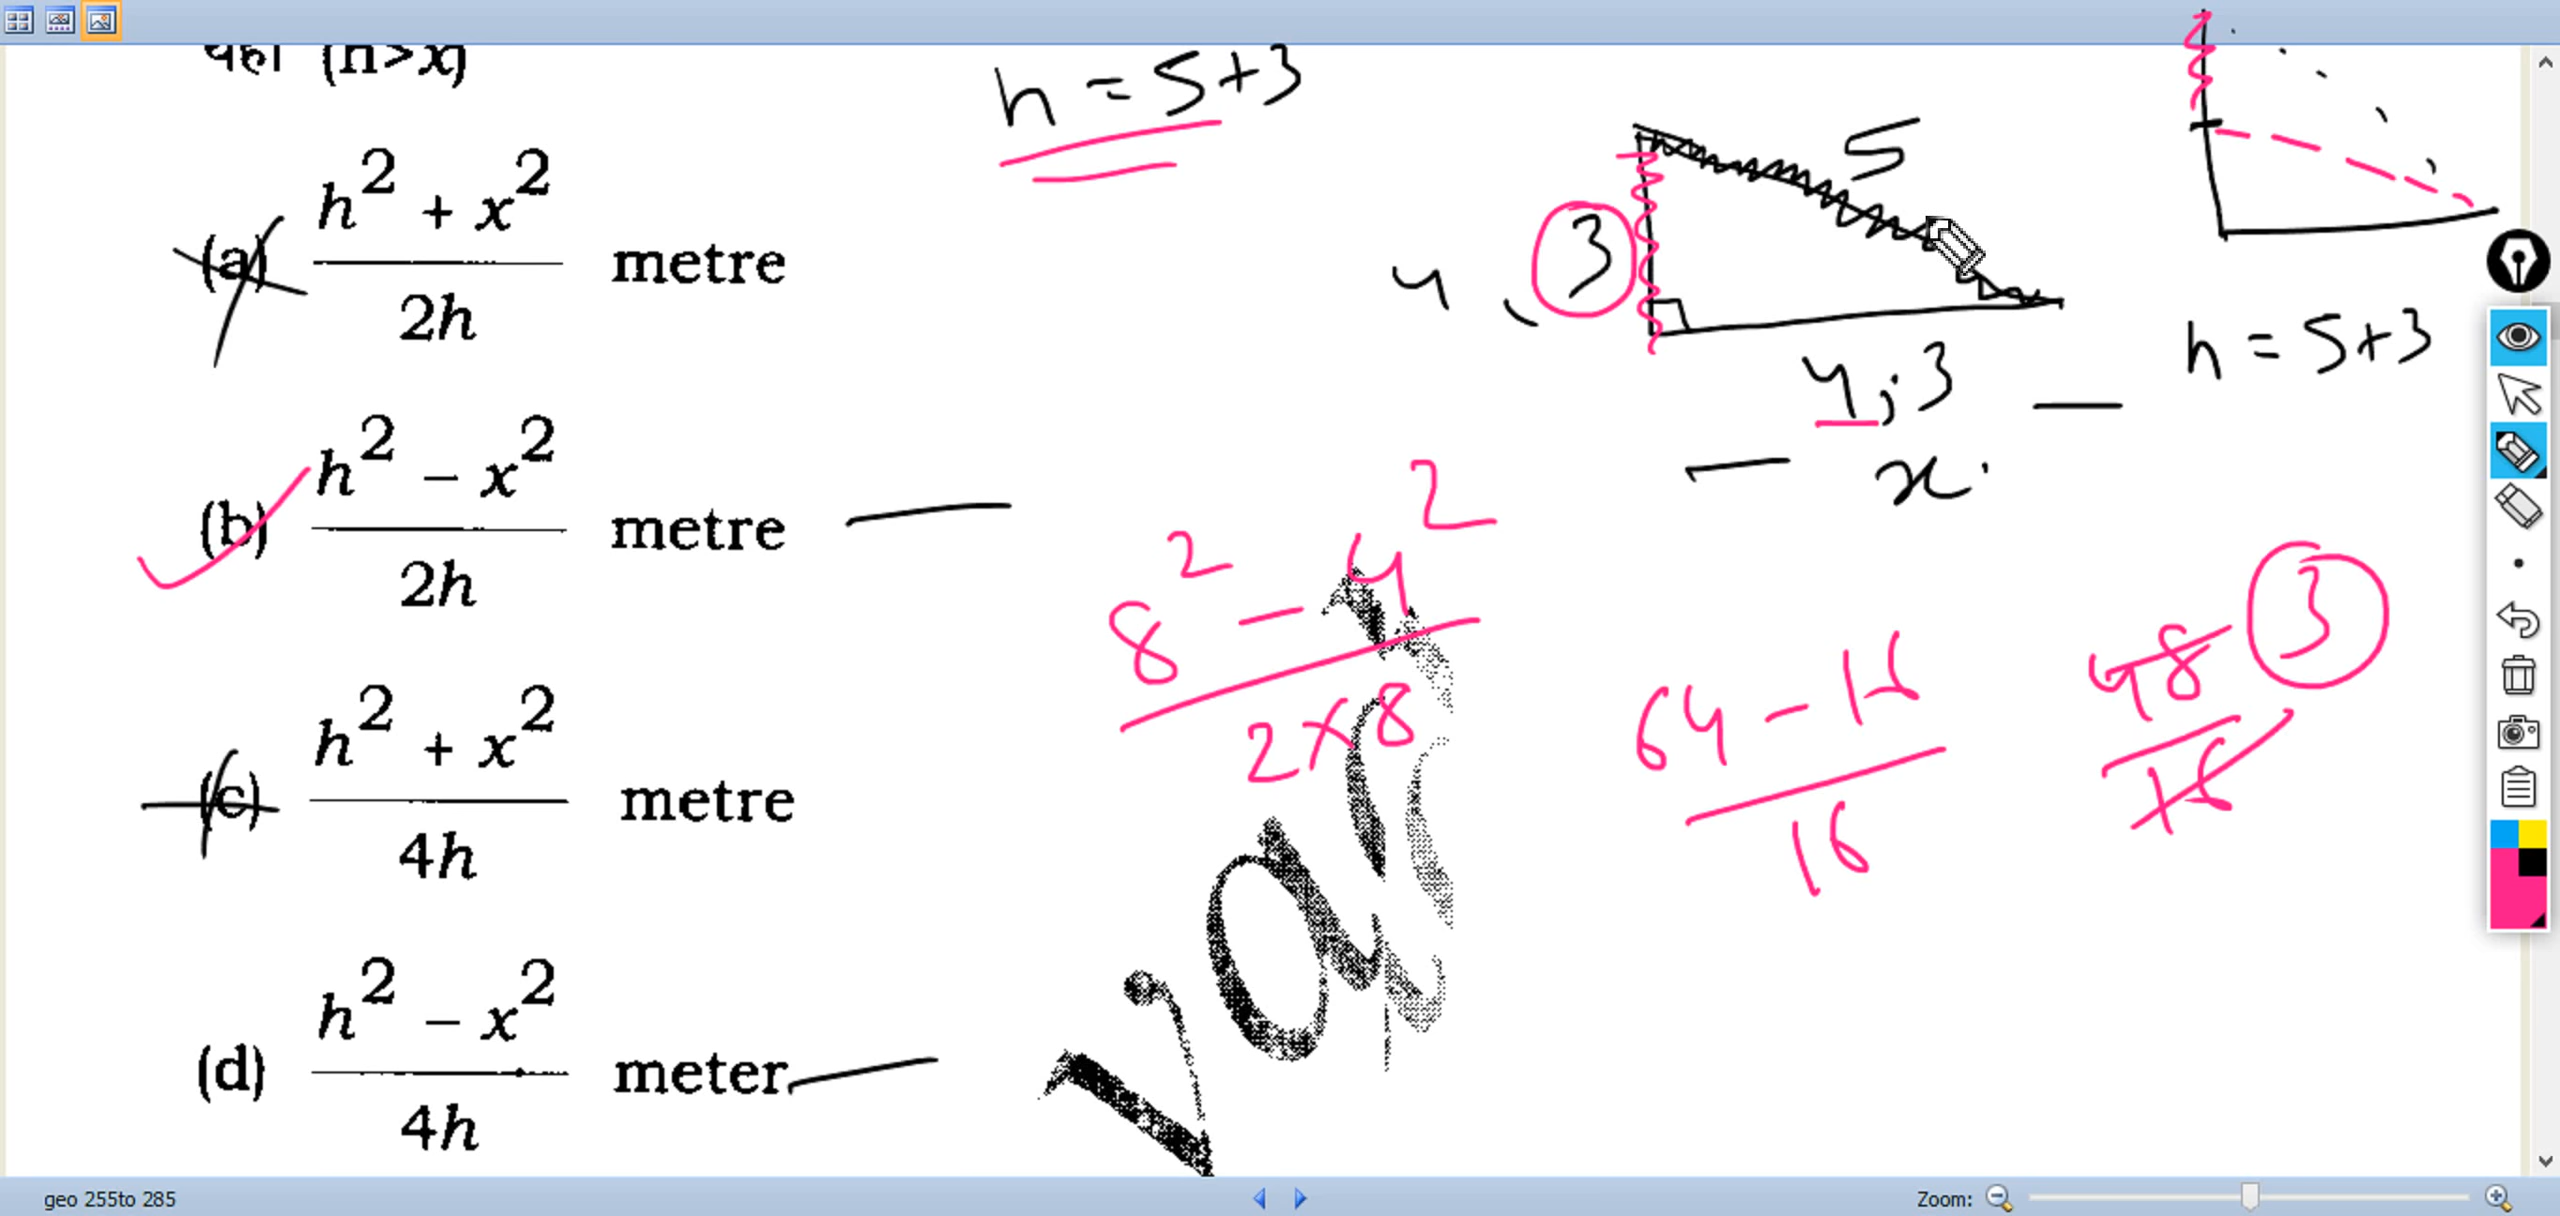 यहाँ (h>x)
h = 5+3
(a) h² + x² / 2h metre
(b) h² − x² / 2h metre
(c) h² + x² / 4h metre
(d) h² − x² / 4h meter
5
4, 3
4; 3
x
h = 5+3
8² − 4² / 2×8
64 − 16 / 16
48 / 16 3
geo 255to 285
Zoom: